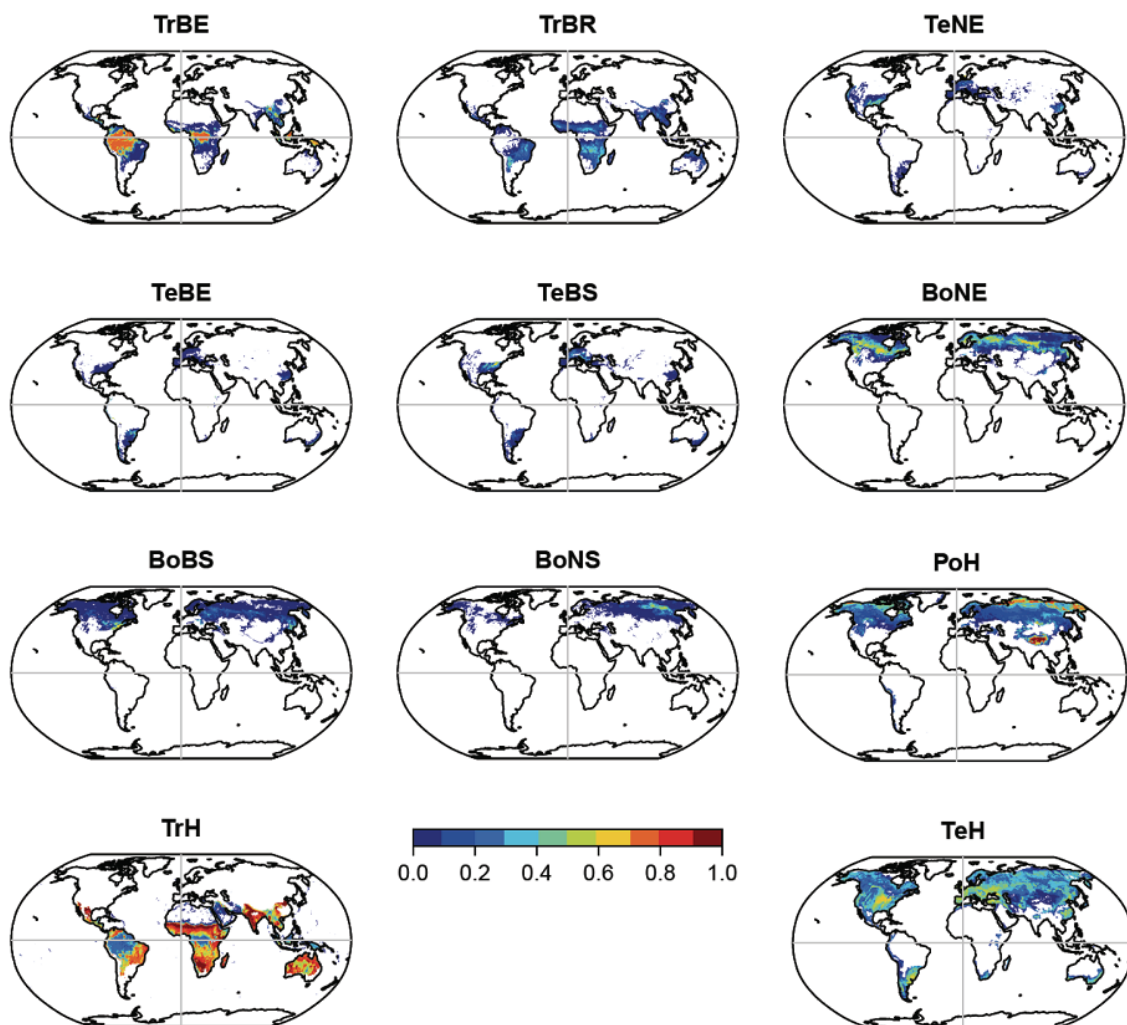 TrBE TrBR TeNE
TeBE TeBS BoNE
BoBS BoNS PoH
TrH TeH
0.0 0.2 0.4 0.6 0.8 1.0